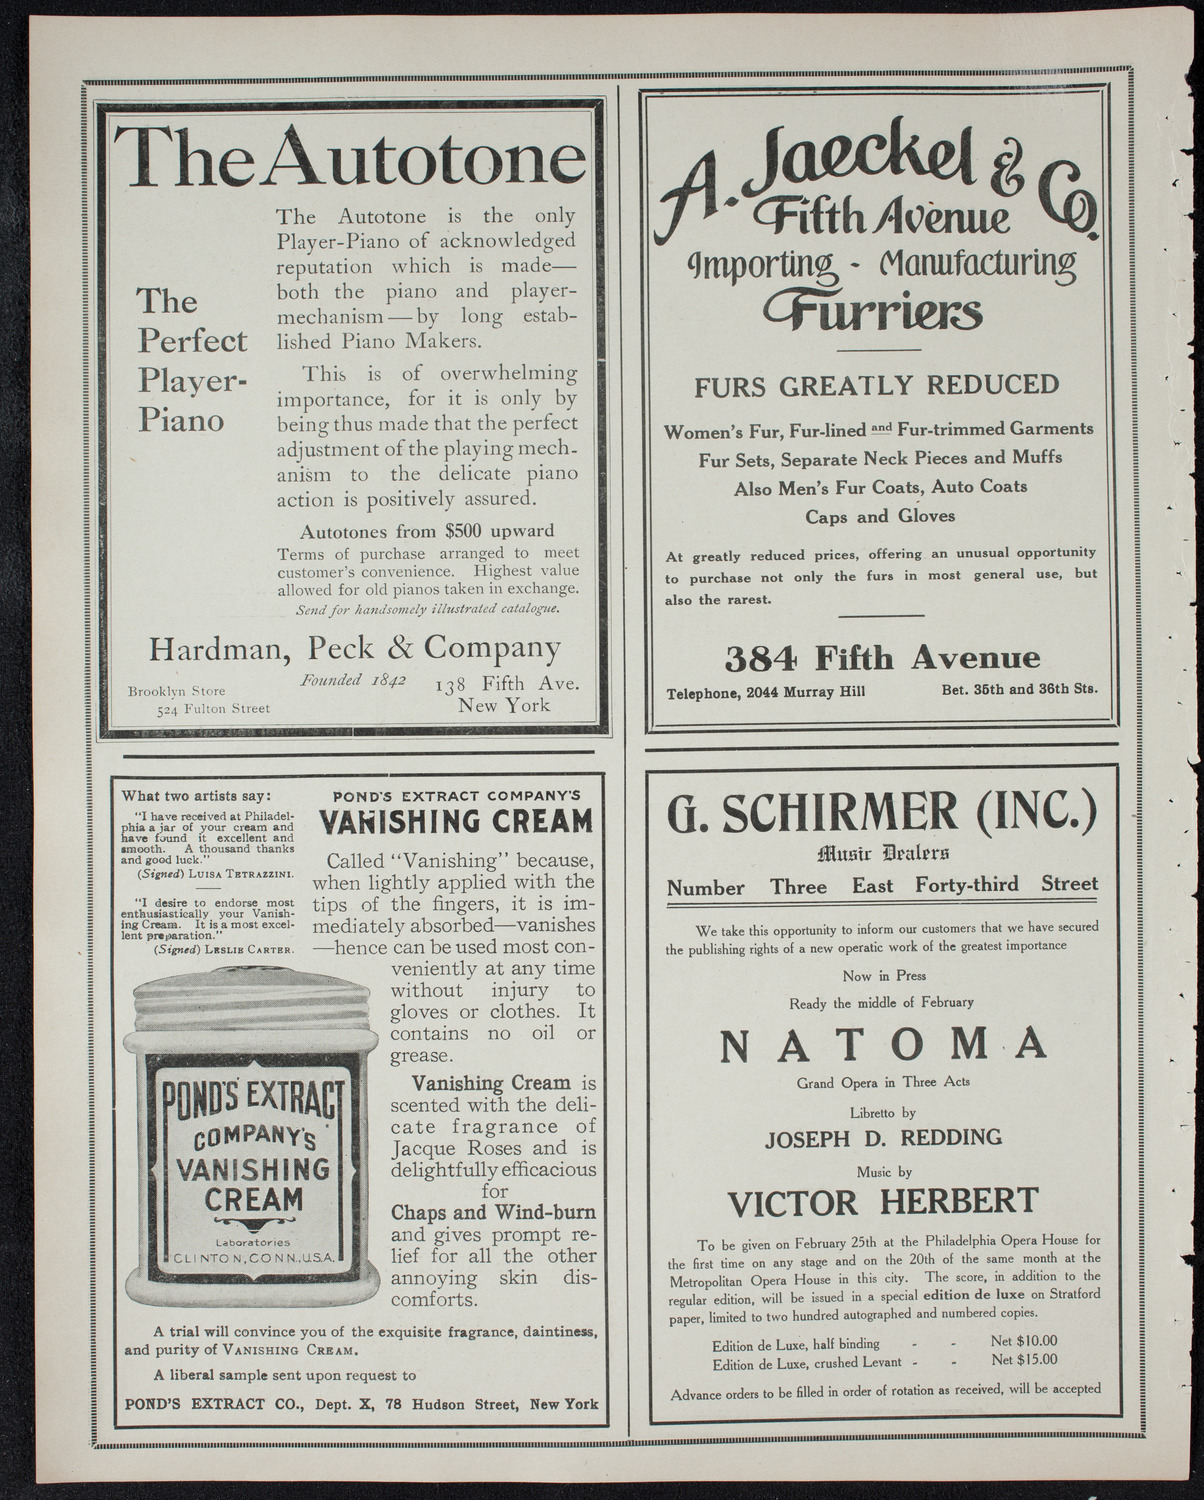 The Autotone
The
Perfect
Player-
Piano
The Autotone is the only
Player-Piano of acknowledged
reputation which is made—
both the piano and player-
mechanism—by long estab-
lished Piano Makers.
This is of overwhelming
importance, for it is only by
being thus made that the perfect
adjustment of the playing mech-
anism to the delicate piano
action is positively assured.
Autotones from $500 upward
Terms of purchase arranged to meet
customer's convenience. Highest value
allowed for old pianos taken in exchange.
Send for handsomely illustrated catalogue.
Hardman, Peck & Company
Founded 1842
Brooklyn Store
524 Fulton Street
138 Fifth Ave.
New York
A. Jaeckel & Co.
Fifth Avenue
Importing - Manufacturing
Furriers
FURS GREATLY REDUCED
Women's Fur, Fur-lined and Fur-trimmed Garments
Fur Sets, Separate Neck Pieces and Muffs
Also Men's Fur Coats, Auto Coats
Caps and Gloves
At greatly reduced prices, offering an unusual opportunity
to purchase not only the furs in most general use, but
also the rarest.
384 Fifth Avenue
Telephone, 2044 Murray Hill Bet. 35th and 36th Sts.
What two artists say:
"I have received at Philadel-
phia a jar of your cream and
have found it excellent and
smooth. A thousand thanks
and good luck."
(Signed) LUISA TETRAZZINI.
"I desire to endorse most
enthusiastically your Vanish-
ing Cream. It is a most excel-
lent preparation."
(Signed) LESLIE CARTER.
POND'S EXTRACT COMPANY'S
VANISHING CREAM
Called "Vanishing" because,
when lightly applied with the
tips of the fingers, it is im-
mediately absorbed—vanishes
—hence can be used most con-
veniently at any time
without injury to
gloves or clothes. It
contains no oil or
grease.
Vanishing Cream is
scented with the deli-
cate fragrance of
Jacque Roses and is
delightfully efficacious
for
Chaps and Wind-burn
and gives prompt re-
lief for all the other
annoying skin dis-
comforts.
POND'S EXTRACT
COMPANY'S
VANISHING
CREAM
Laboratories
CLINTON, CONN., U.S.A.
A trial will convince you of the exquisite fragrance, daintiness,
and purity of VANISHING CREAM.
A liberal sample sent upon request to
POND'S EXTRACT CO., Dept. X, 78 Hudson Street, New York
G. SCHIRMER (INC.)
Music Dealers
Number Three East Forty-third Street
We take this opportunity to inform our customers that we have secured
the publishing rights of a new operatic work of the greatest importance
Now in Press
Ready the middle of February
NATOMA
Grand Opera in Three Acts
Libretto by
JOSEPH D. REDDING
Music by
VICTOR HERBERT
To be given on February 25th at the Philadelphia Opera House for
the first time on any stage and on the 20th of the same month at the
Metropolitan Opera House in this city. The score, in addition to the
regular edition, will be issued in a special edition de luxe on Stratford
paper, limited to two hundred autographed and numbered copies.
Edition de Luxe, half binding - - Net $10.00
Edition de Luxe, crushed Levant - - Net $15.00
Advance orders to be filled in order of rotation as received, will be accepted